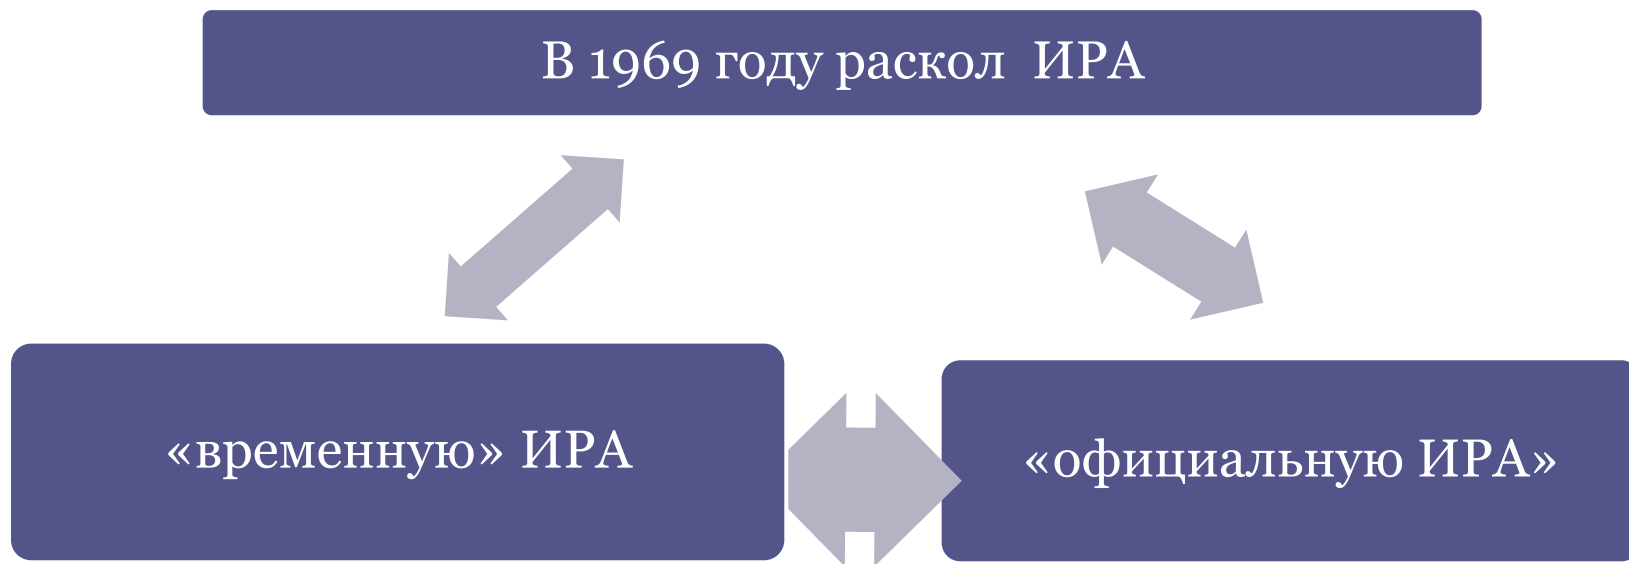 В 1969 году раскол  ИРА
«временную» ИРА
«официальную ИРА»